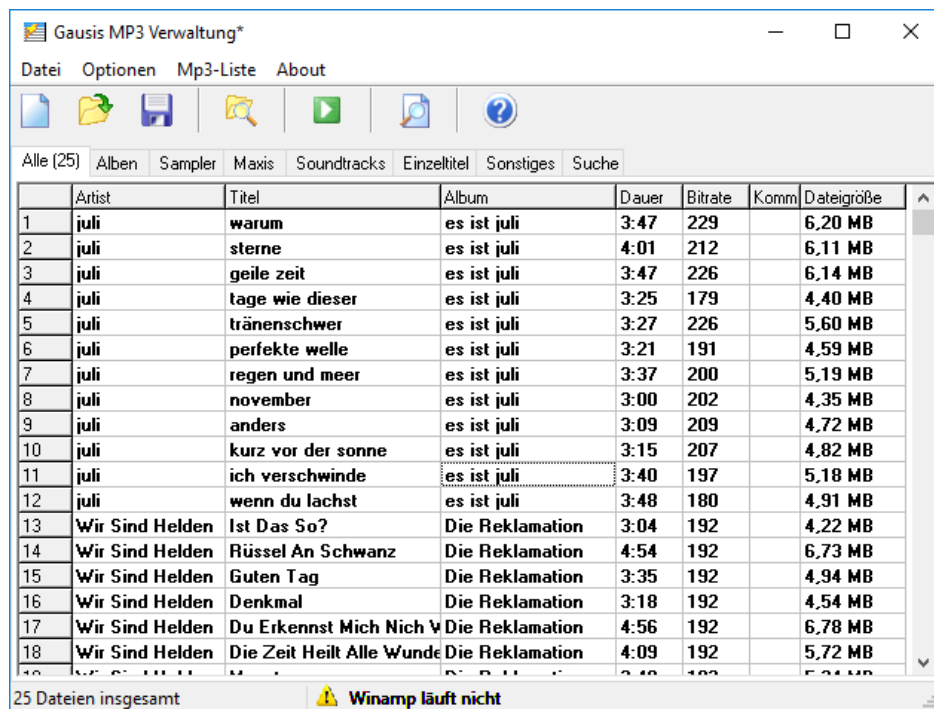 Gausis MP3 Verwaltung*
Datei Optionen Mp3-Liste About
Alle (25) Alben Sampler Maxis Soundtracks Einzeltitel Sonstiges Suche
Artist Titel Album Dauer Bitrate Komm Dateigröße
1 juli warum es ist juli 3:47 229 6,20 MB
2 juli sterne es ist juli 4:01 212 6,11 MB
3 juli geile zeit es ist juli 3:47 226 6,14 MB
4 juli tage wie dieser es ist juli 3:25 179 4,40 MB
5 juli tränenschwer es ist juli 3:27 226 5,60 MB
6 juli perfekte welle es ist juli 3:21 191 4,59 MB
7 juli regen und meer es ist juli 3:37 200 5,19 MB
8 juli november es ist juli 3:00 202 4,35 MB
9 juli anders es ist juli 3:09 209 4,72 MB
10 juli kurz vor der sonne es ist juli 3:15 207 4,82 MB
11 juli ich verschwinde es ist juli 3:40 197 5,18 MB
12 juli wenn du lachst es ist juli 3:48 180 4,91 MB
13 Wir Sind Helden Ist Das So? Die Reklamation 3:04 192 4,22 MB
14 Wir Sind Helden Rüssel An Schwanz Die Reklamation 4:54 192 6,73 MB
15 Wir Sind Helden Guten Tag Die Reklamation 3:35 192 4,94 MB
16 Wir Sind Helden Denkmal Die Reklamation 3:18 192 4,54 MB
17 Wir Sind Helden Du Erkennst Mich Nich Die Reklamation 4:56 192 6,78 MB
18 Wir Sind Helden Die Zeit Heilt Alle Wunde Die Reklamation 4:09 192 5,72 MB
25 Dateien insgesamt Winamp läuft nicht